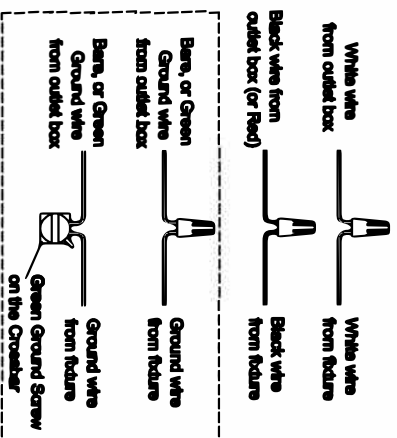 White wire
from outlet box
White wire
from fixture
Black wire from
outlet box (or Red)
Black wire
from fixture
Bare, or Green
Ground wire
from outlet box
Ground wire
from fixture
Bare, or Green
Ground wire
from outlet box
Ground wire
from fixture
Green Ground Screw
on the Crossbar